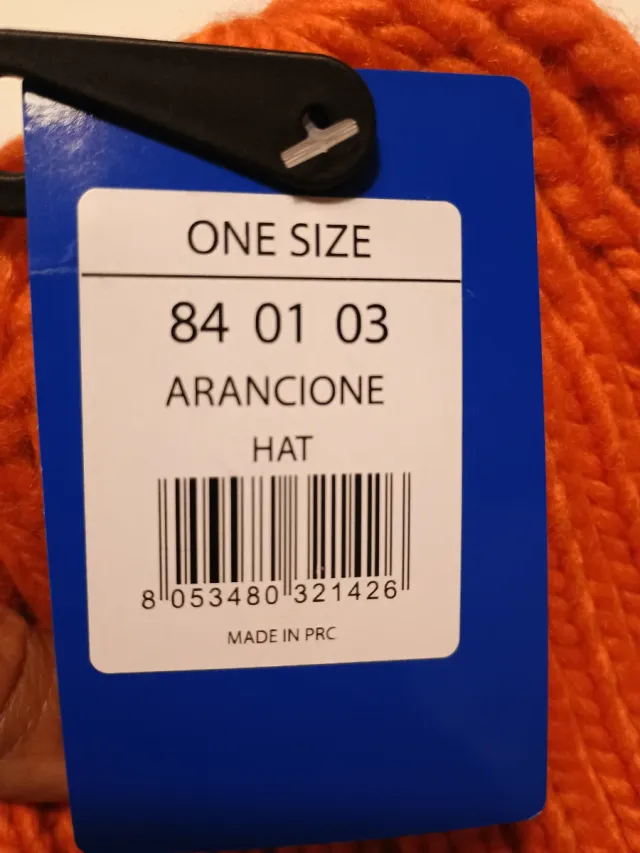 ONE SIZE
84 01 03
ARANCIONE
HAT
8 053480 321426
MADE IN PRC